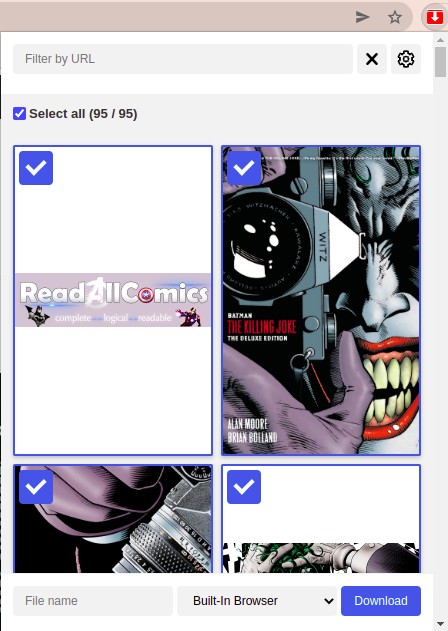 Filter by URL
Select all (95 / 95)
ReadAllComics
complete logical readable
WITZ
BATMAN
THE KILLING JOKE
THE DELUXE EDITION
ALAN MOORE
BRIAN BOLLAND
File name
Built-In Browser
Download